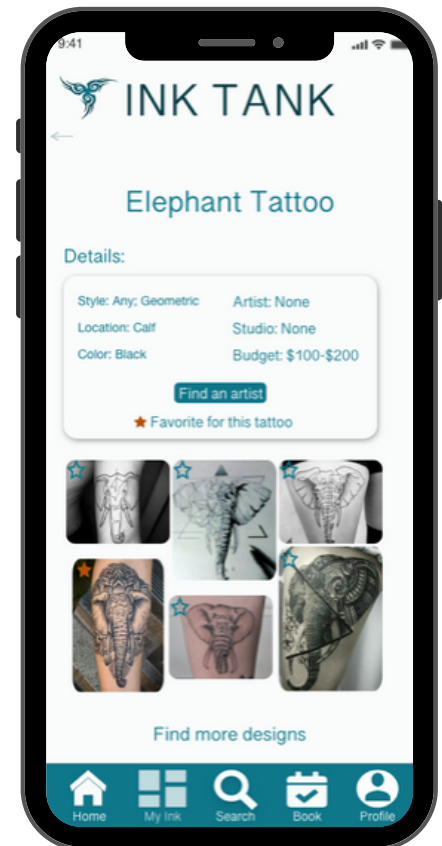 9:41
INK TANK
Elephant Tattoo
Details:
Style: Any; Geometric
Artist: None
Location: Calf
Studio: None
Color: Black
Budget: $100-$200
Find an artist
Favorite for this tattoo
Find more designs
Home
My Ink
Search
Book
Profile